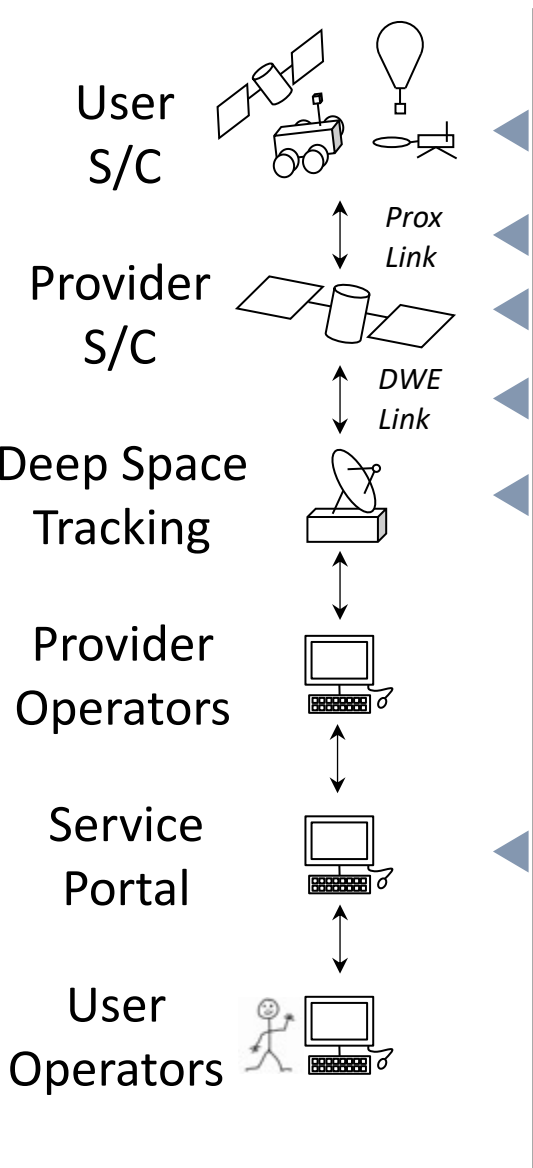 User
S/C
Prox
Link
Provider
S/C
DWE
Link
Deep Space
Tracking
Provider
Operators
Service
Portal
User
Operators